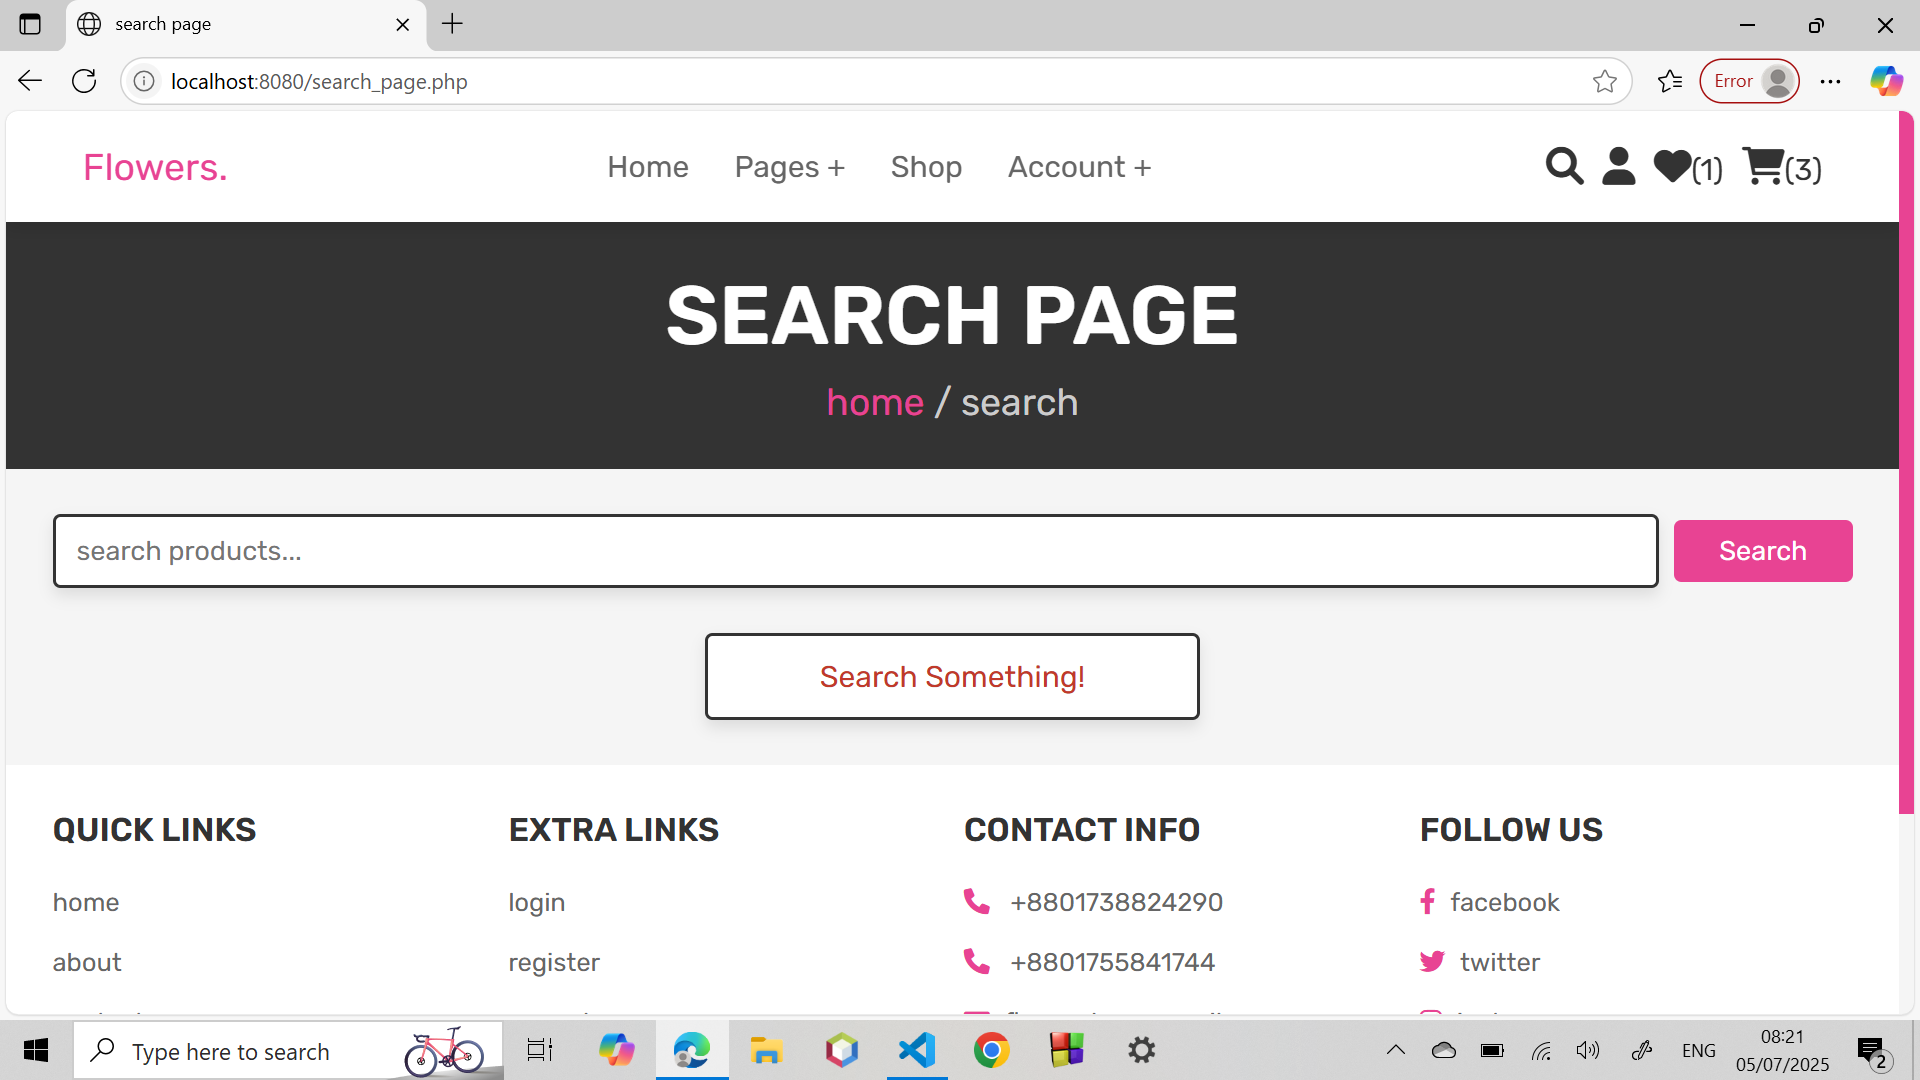 search page
localhost:8080/search_page.php
Error
Flowers.
Home Pages + Shop Account +
(1) (3)
SEARCH PAGE
home / search
search products...
Search
Search Something!
QUICK LINKS
home
about
EXTRA LINKS
login
register
CONTACT INFO
+8801738824290
+8801755841744
FOLLOW US
facebook
twitter
Type here to search
ENG
08:21
05/07/2025
2